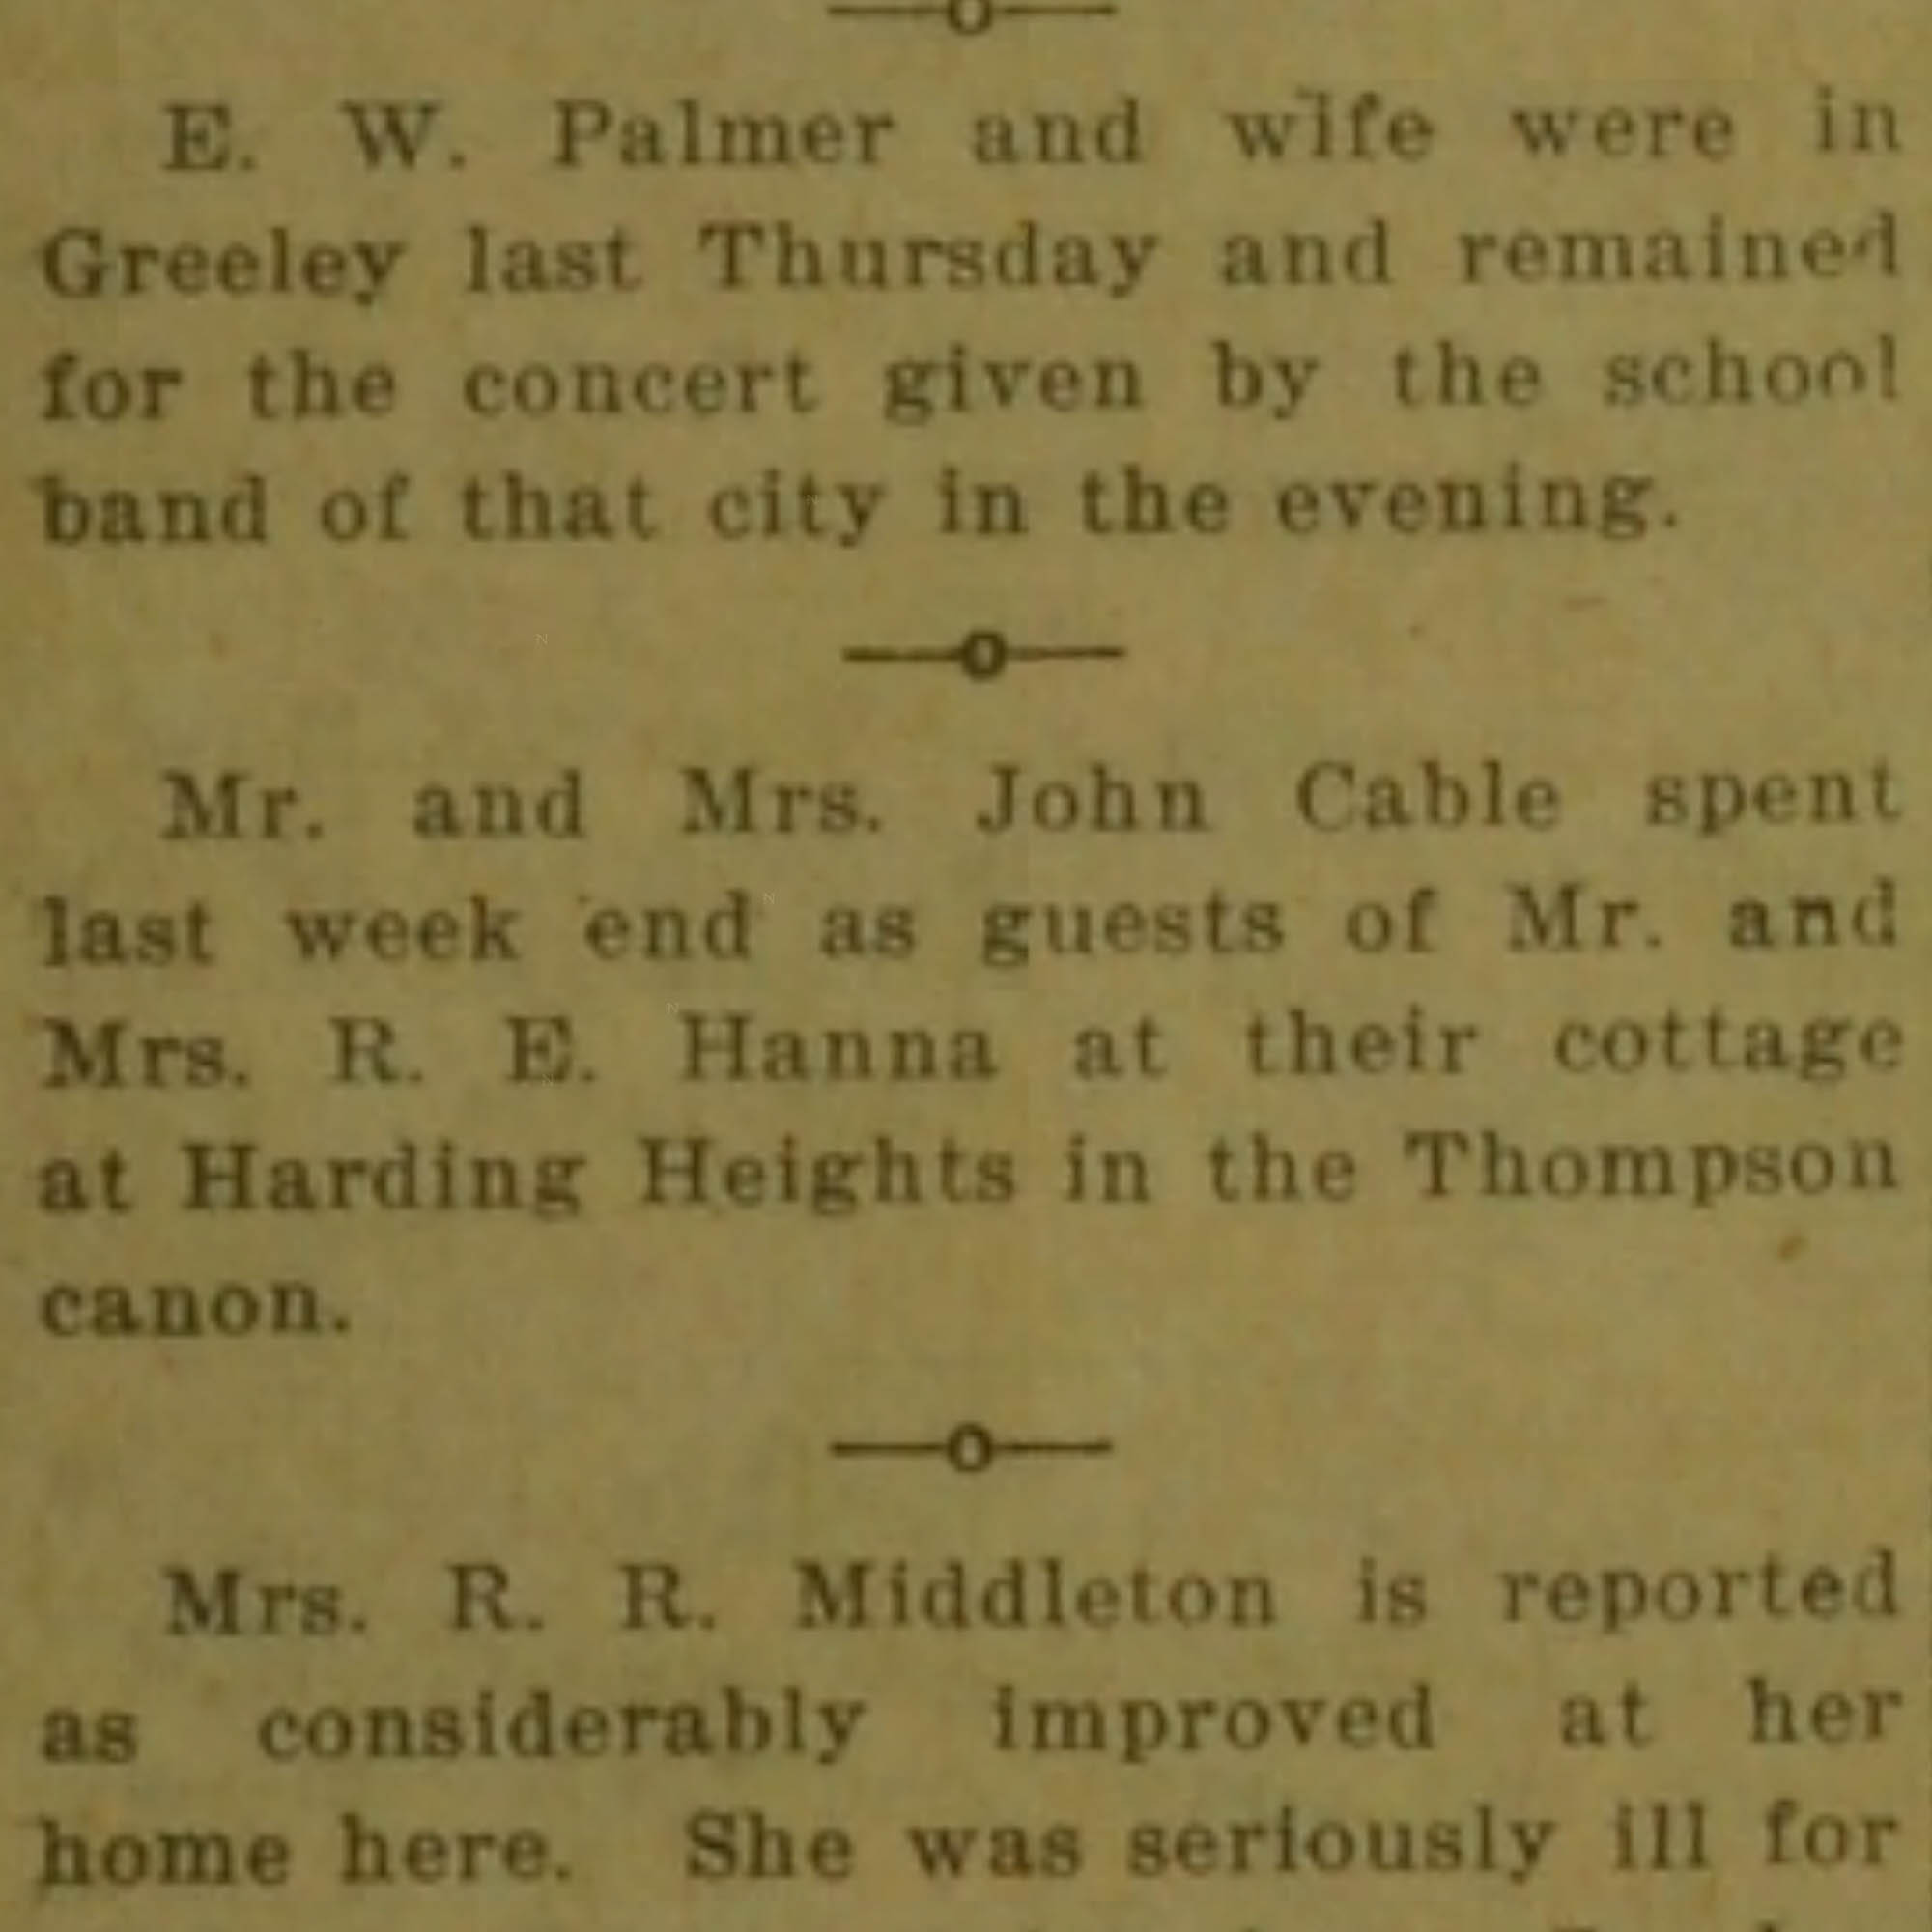 E. W. Palmer and wife were in
Greeley last Thursday and remained
for the concert given by the school
band of that city in the evening.
Mr. and Mrs. John Cable spent
last week end as guests of Mr. and
Mrs. R. E. Hanna at their cottage
at Harding Heights in the Thompson
canon.
Mrs. R. R. Middleton is reported
as considerably improved at her
home here. She was seriously ill for